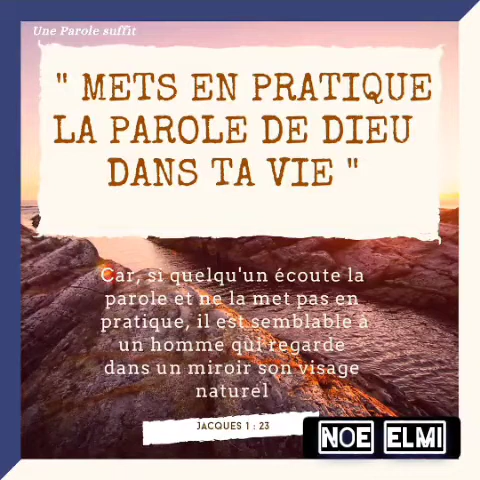 Une Parole suffit
" METS EN PRATIQUE
LA PAROLE DE DIEU
DANS TA VIE "
Car, si quelqu'un écoute la
parole et ne la met pas en
pratique, il est semblable à
un homme qui regarde
dans un miroir son visage
naturel
JACQUES 1 : 23
NOE ELMI